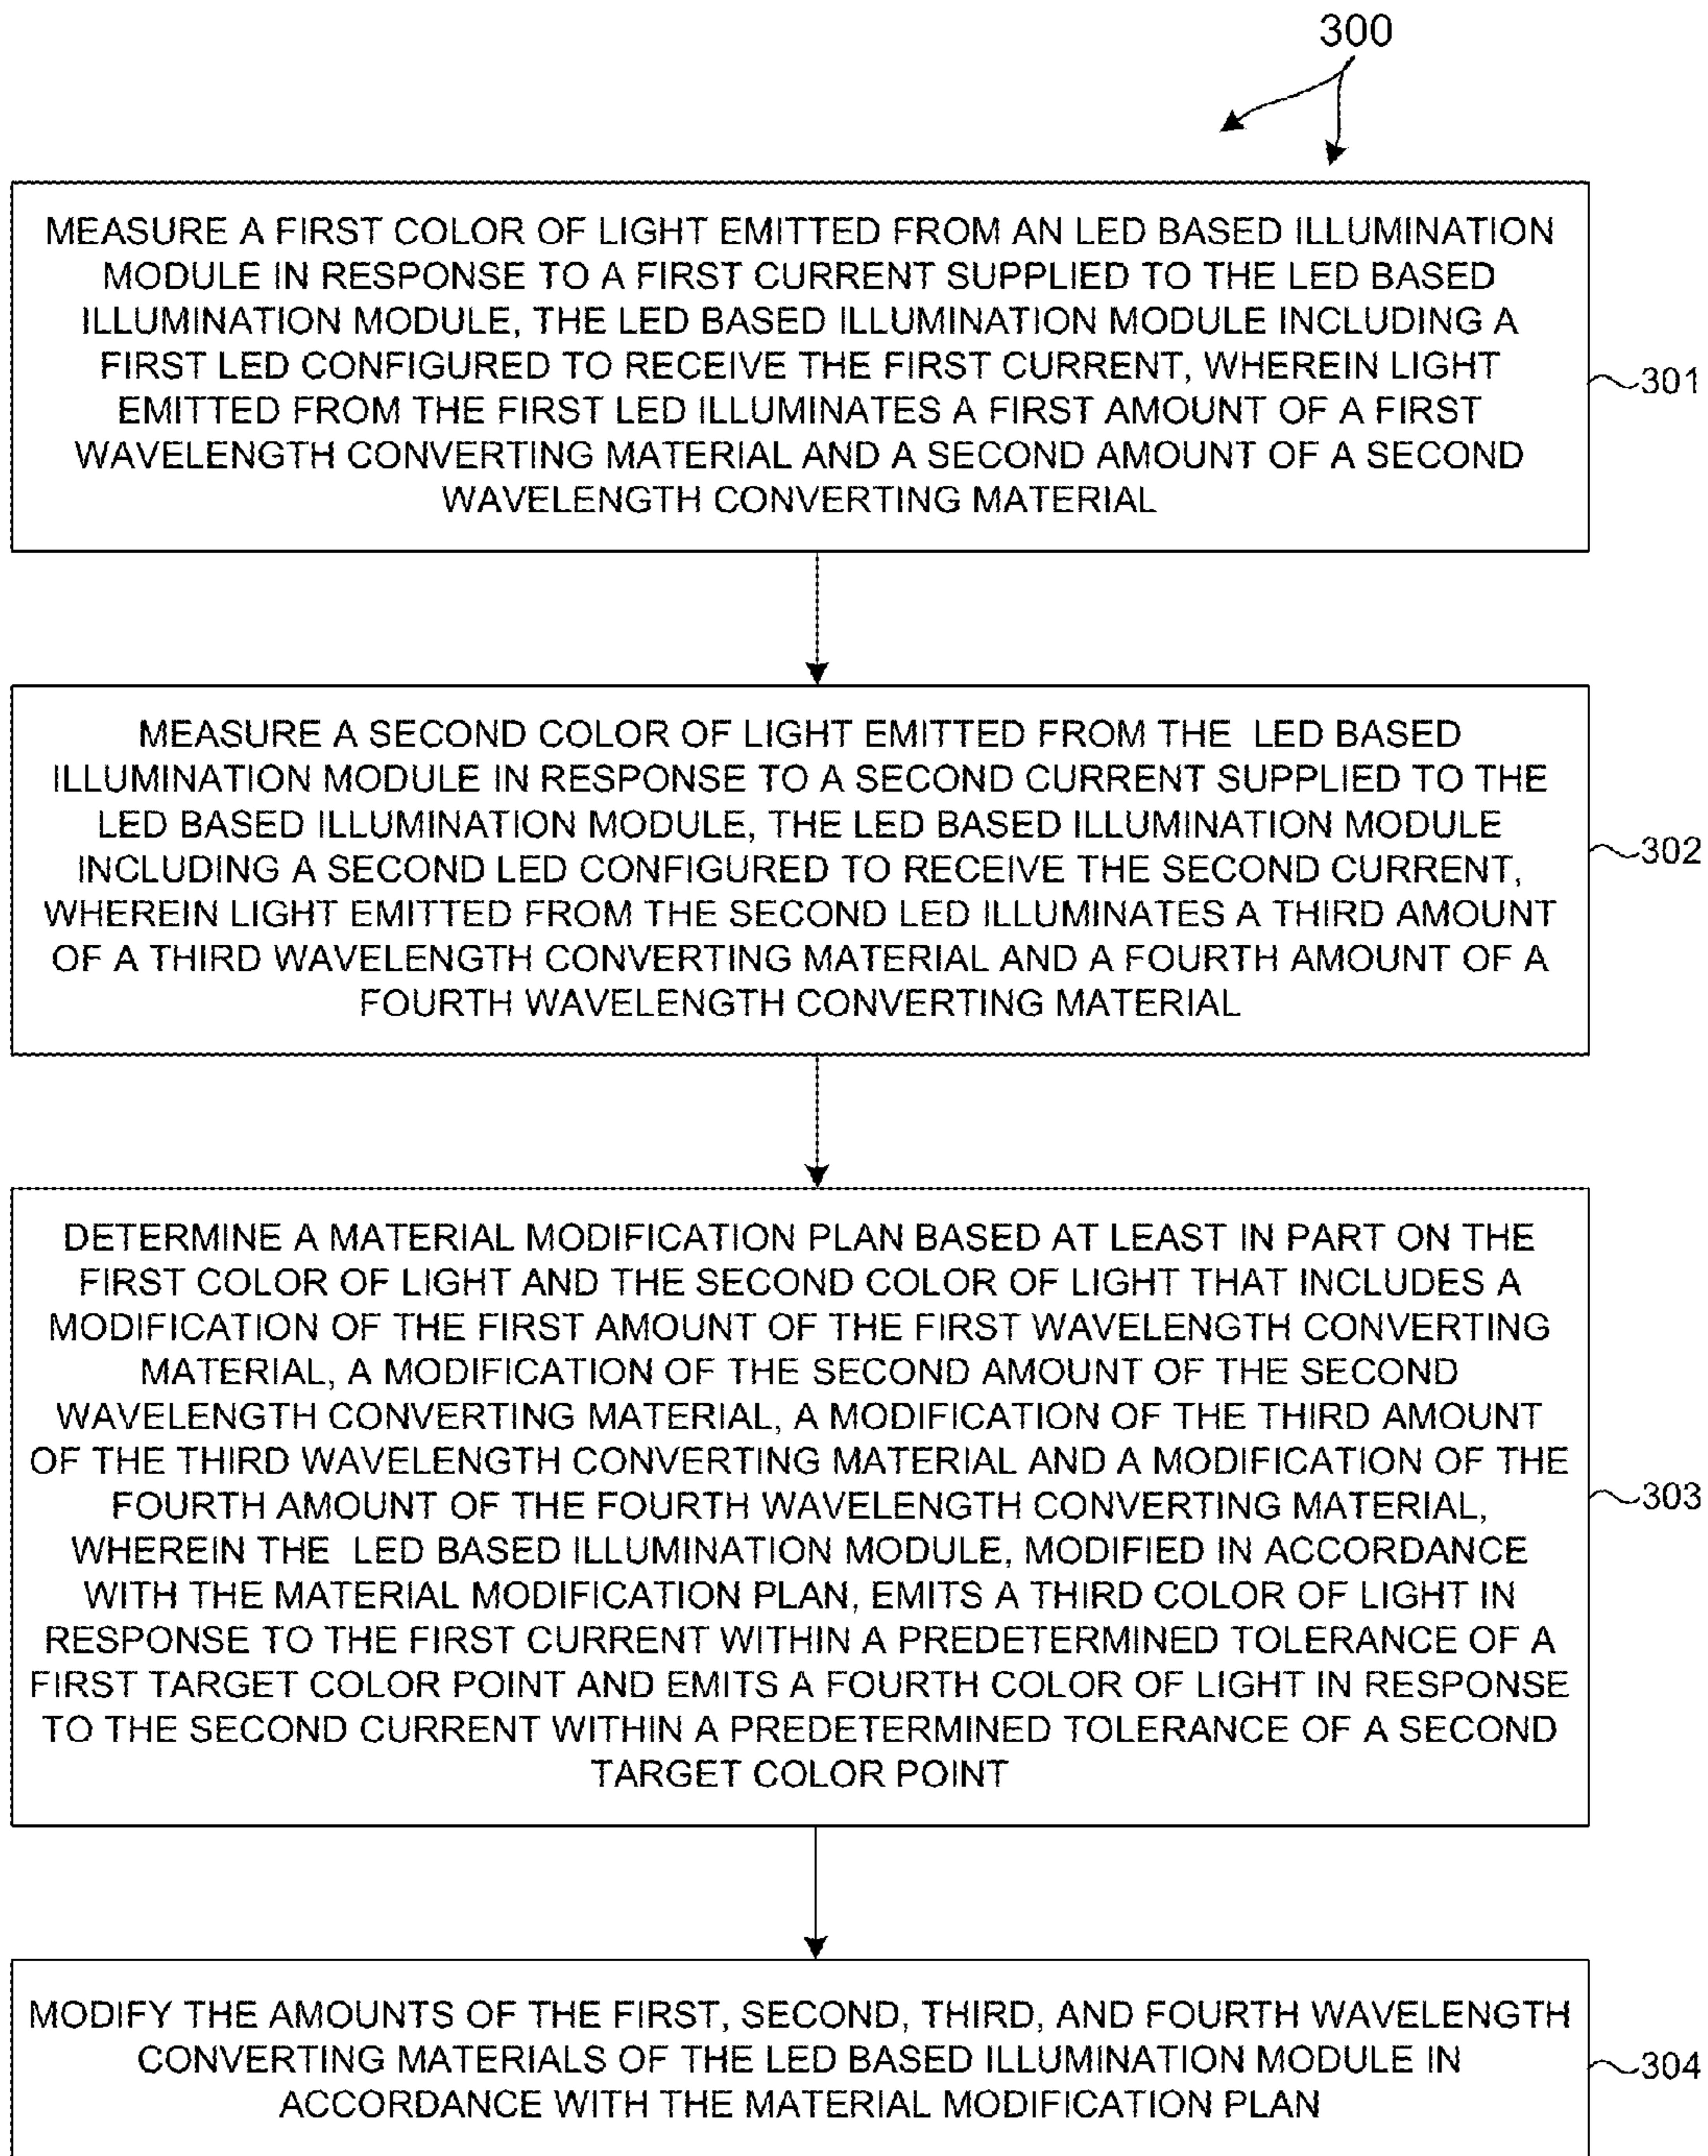 300
MEASURE A FIRST COLOR OF LIGHT EMITTED FROM AN LED BASED ILLUMINATION
MODULE IN RESPONSE TO A FIRST CURRENT SUPPLIED TO THE LED BASED
ILLUMINATION MODULE, THE LED BASED ILLUMINATION MODULE INCLUDING A
FIRST LED CONFIGURED TO RECEIVE THE FIRST CURRENT, WHEREIN LIGHT
EMITTED FROM THE FIRST LED ILLUMINATES A FIRST AMOUNT OF A FIRST
WAVELENGTH CONVERTING MATERIAL AND A SECOND AMOUNT OF A SECOND
WAVELENGTH CONVERTING MATERIAL
301
MEASURE A SECOND COLOR OF LIGHT EMITTED FROM THE LED BASED
ILLUMINATION MODULE IN RESPONSE TO A SECOND CURRENT SUPPLIED TO THE
LED BASED ILLUMINATION MODULE, THE LED BASED ILLUMINATION MODULE
INCLUDING A SECOND LED CONFIGURED TO RECEIVE THE SECOND CURRENT,
WHEREIN LIGHT EMITTED FROM THE SECOND LED ILLUMINATES A THIRD AMOUNT
OF A THIRD WAVELENGTH CONVERTING MATERIAL AND A FOURTH AMOUNT OF A
FOURTH WAVELENGTH CONVERTING MATERIAL
302
DETERMINE A MATERIAL MODIFICATION PLAN BASED AT LEAST IN PART ON THE
FIRST COLOR OF LIGHT AND THE SECOND COLOR OF LIGHT THAT INCLUDES A
MODIFICATION OF THE FIRST AMOUNT OF THE FIRST WAVELENGTH CONVERTING
MATERIAL, A MODIFICATION OF THE SECOND AMOUNT OF THE SECOND
WAVELENGTH CONVERTING MATERIAL, A MODIFICATION OF THE THIRD AMOUNT
OF THE THIRD WAVELENGTH CONVERTING MATERIAL AND A MODIFICATION OF THE
FOURTH AMOUNT OF THE FOURTH WAVELENGTH CONVERTING MATERIAL,
WHEREIN THE LED BASED ILLUMINATION MODULE, MODIFIED IN ACCORDANCE
WITH THE MATERIAL MODIFICATION PLAN, EMITS A THIRD COLOR OF LIGHT IN
RESPONSE TO THE FIRST CURRENT WITHIN A PREDETERMINED TOLERANCE OF A
FIRST TARGET COLOR POINT AND EMITS A FOURTH COLOR OF LIGHT IN RESPONSE
TO THE SECOND CURRENT WITHIN A PREDETERMINED TOLERANCE OF A SECOND
TARGET COLOR POINT
303
MODIFY THE AMOUNTS OF THE FIRST, SECOND, THIRD, AND FOURTH WAVELENGTH
CONVERTING MATERIALS OF THE LED BASED ILLUMINATION MODULE IN
ACCORDANCE WITH THE MATERIAL MODIFICATION PLAN
304